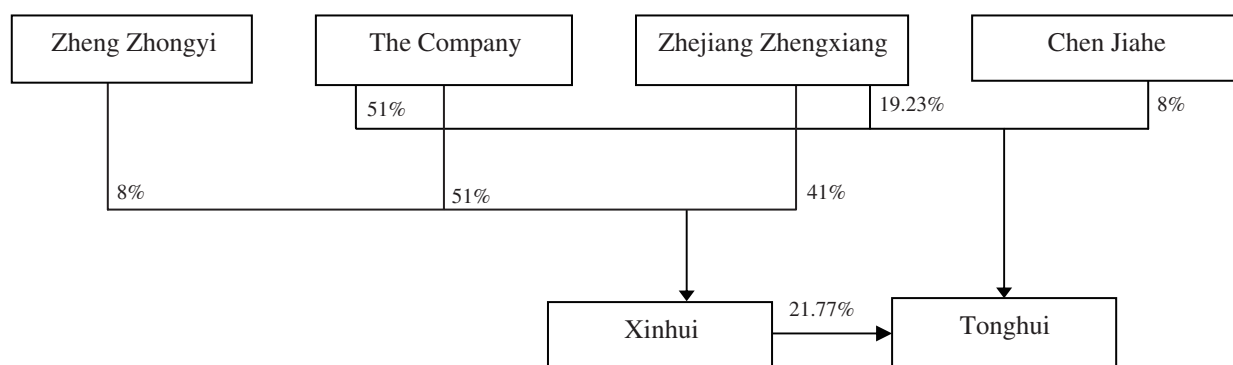 Zheng Zhongyi
The Company
Zhejiang Zhengxiang
Chen Jiahe
51%
19.23%
8%
8%
51%
41%
21.77%
Xinhui
Tonghui